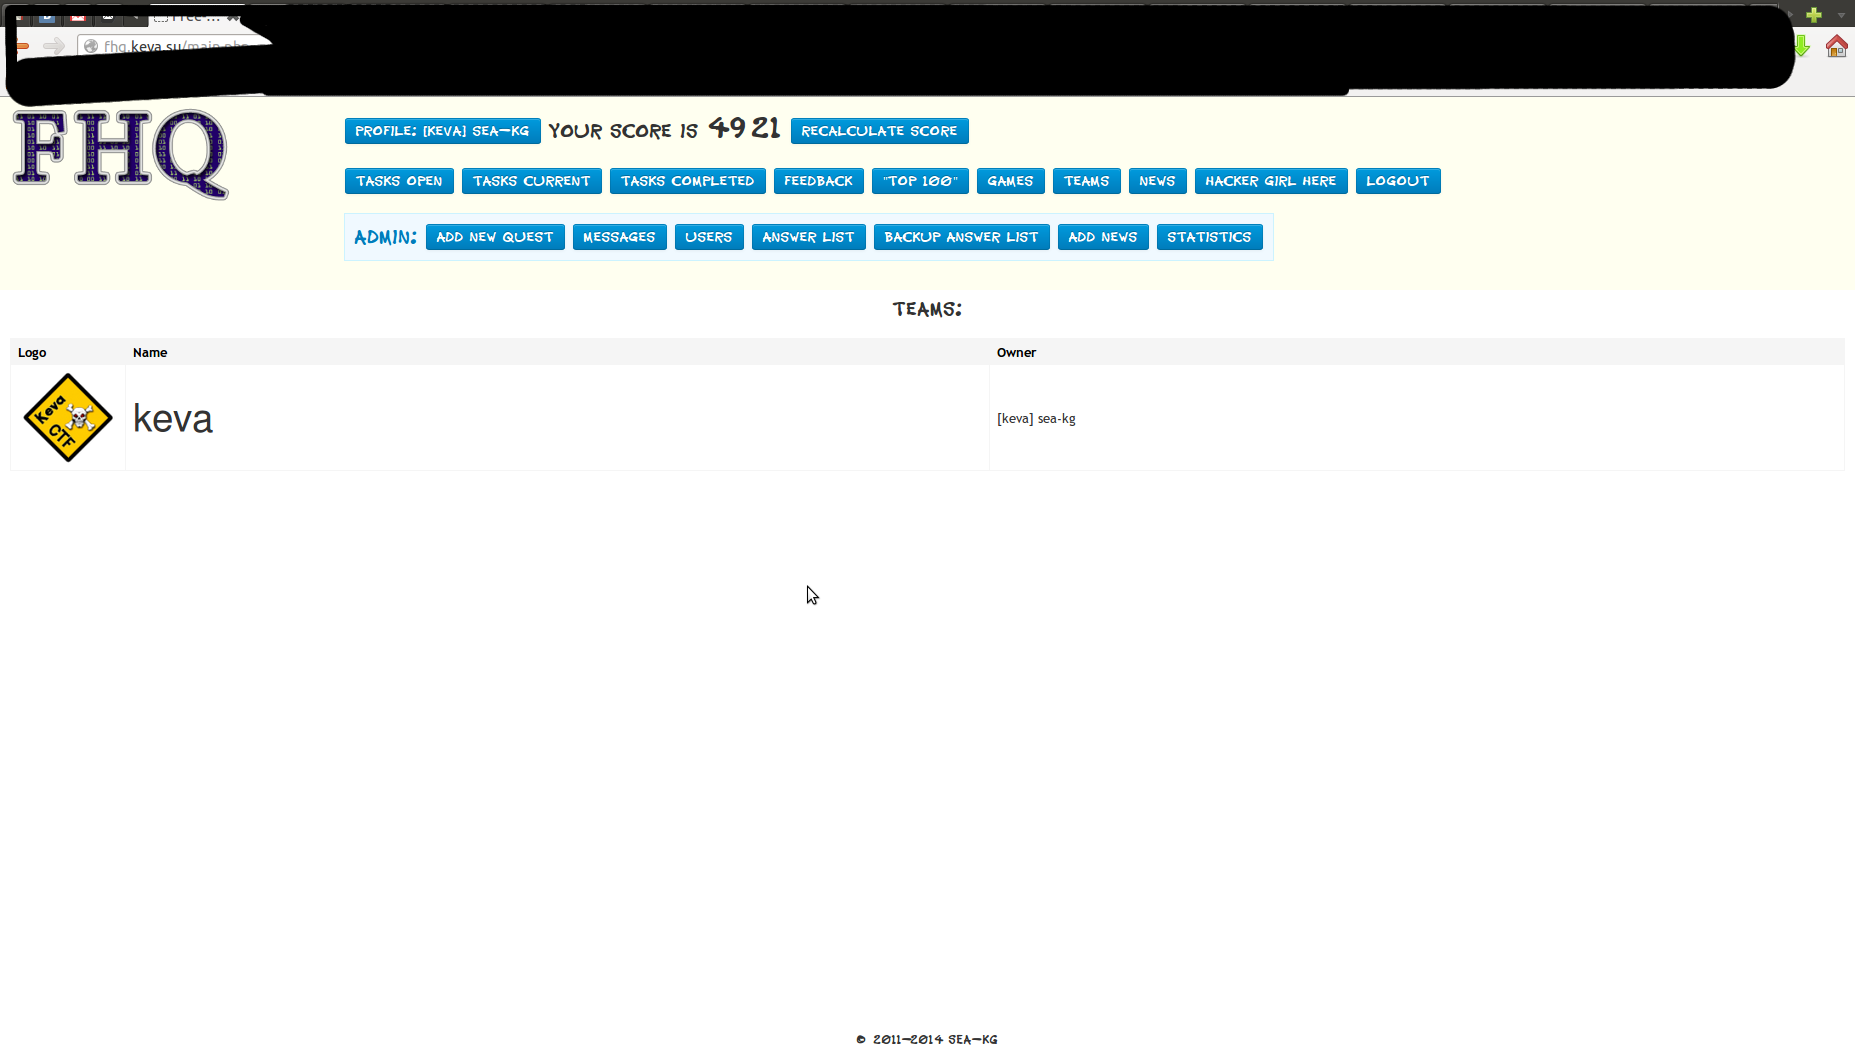 Free-...
fhq.keva.su/main.php
FHQ
PROFILE: [KEVA] SEA-KG YOUR SCORE IS 4921 RECALCULATE SCORE
TASKS OPEN TASKS CURRENT TASKS COMPLETED FEEDBACK "TOP 100" GAMES TEAMS NEWS HACKER GIRL HERE LOGOUT
ADMIN: ADD NEW QUEST MESSAGES USERS ANSWER LIST BACKUP ANSWER LIST ADD NEWS STATISTICS
TEAMS:
Logo Name Owner
Keva CTF keva [keva] sea-kg
© 2011-2014 SEA-KG